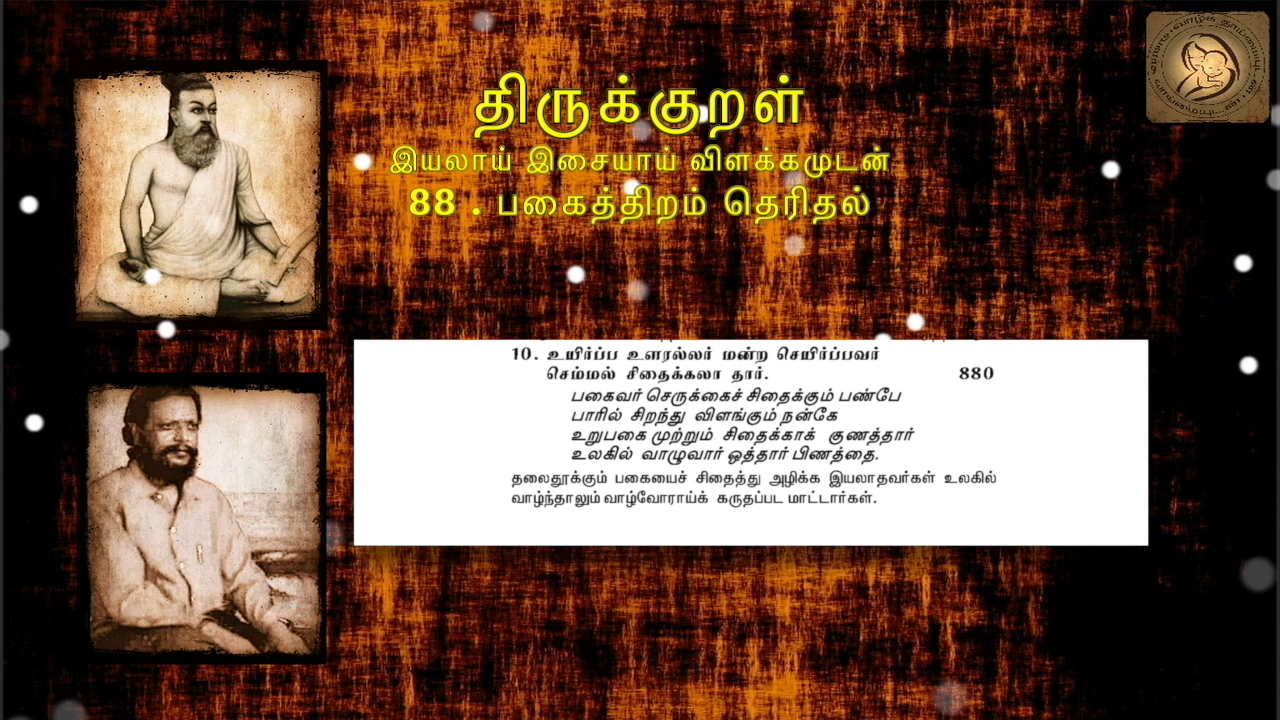 திருக்குறள்
இயலாய் இசையாய் விளக்கமுடன்
88 . பகைத்திறம் தெரிதல்
10. உயிர்ப்ப உளரல்லர் மன்ற செயிர்ப்பவர்
செம்மல் சிதைக்கலா தார். 880
பகைவர் செருக்கைச் சிதைக்கும் பண்பே
பாரில் சிறந்து விளங்கும் நன்கே
உறுபகை முற்றும் சிதைக்காக் குணத்தார்
உலகில் வாழுவார் ஒத்தார் பிணத்தை.
தலைதூக்கும் பகையைச் சிதைத்து அழிக்க இயலாதவர்கள் உலகில்
வாழ்ந்தாலும் வாழ்வோராய்க் கருதப்பட மாட்டார்கள்.